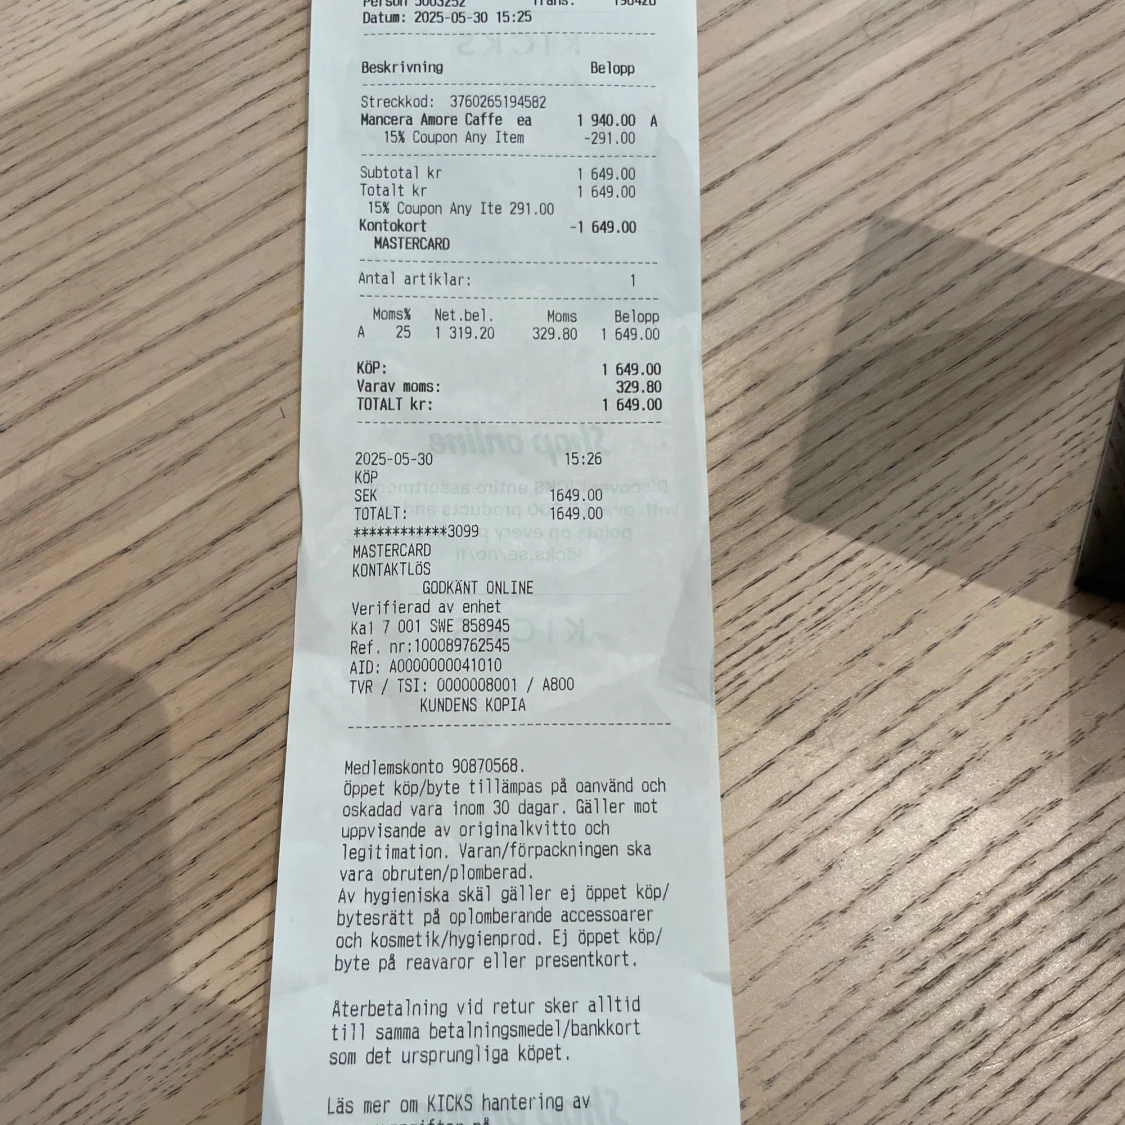 Person 5003252 Trans: 190420
Datum: 2025-05-30 15:25
KICKS
Beskrivning Belopp
Streckkod: 3760265194582
Mancera Amore Caffe ea 1 940.00 A
15% Coupon Any Item -291.00
Subtotal kr 1 649.00
Totalt kr 1 649.00
15% Coupon Any Ite 291.00
Kontokort -1 649.00
MASTERCARD
Antal artiklar: 1
Moms% Net.bel. Moms Belopp
A 25 1 319.20 329.80 1 649.00
KÖP: 1 649.00
Varav moms: 329.80
TOTALT kr: 1 649.00
Shop online
2025-05-30 15:26
KÖP
SEK 1649.00
TOTALT: 1649.00
************3099
MASTERCARD
KONTAKTLÖS
GODKÄNT ONLINE
Verifierad av enhet
Ka1 7 001 SWE 858945
Ref. nr:100089762545
AID: A0000000041010
TVR / TSI: 0000008001 / A800
KUNDENS KOPIA
Medlemskonto 90870568.
Öppet köp/byte tillämpas på oanvänd och
oskadad vara inom 30 dagar. Gäller mot
uppvisande av originalkvitto och
legitimation. Varan/förpackningen ska
vara obruten/plomberad.
Av hygieniska skäl gäller ej öppet köp/
bytesrätt på oplomberande accessoarer
och kosmetik/hygienprod. Ej öppet köp/
byte på reavaror eller presentkort.
Återbetalning vid retur sker alltid
till samma betalningsmedel/bankkort
som det ursprungliga köpet.
Läs mer om KICKS hantering av